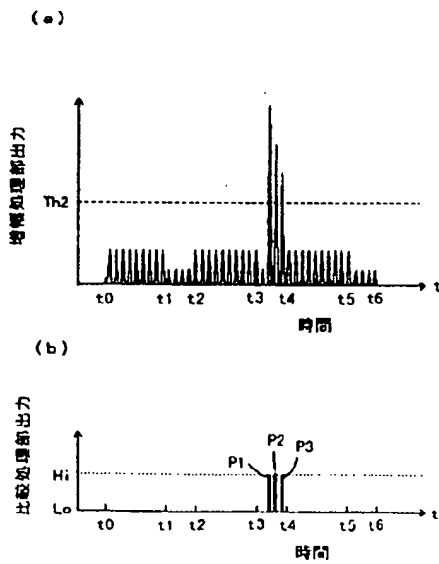 (a)
増幅処理部出力
Th2
t0 t1 t2 t3 t4 t5 t6 t
時間
(b)
比較処理部出力
P1 P2 P3
Hi
Lo
t0 t1 t2 t3 t4 t5 t6 t
時間